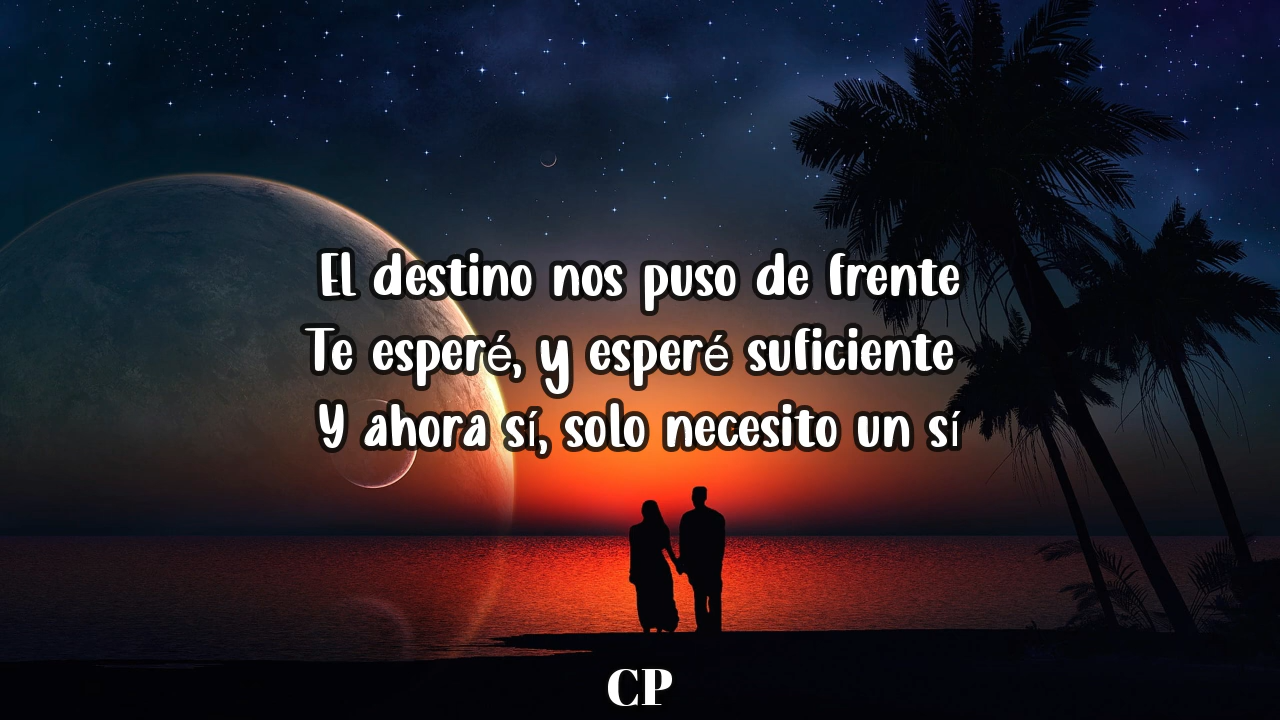 El destino nos puso de frente
Te esperé, y esperé suficiente
Y ahora sí, solo necesito un sí
CP